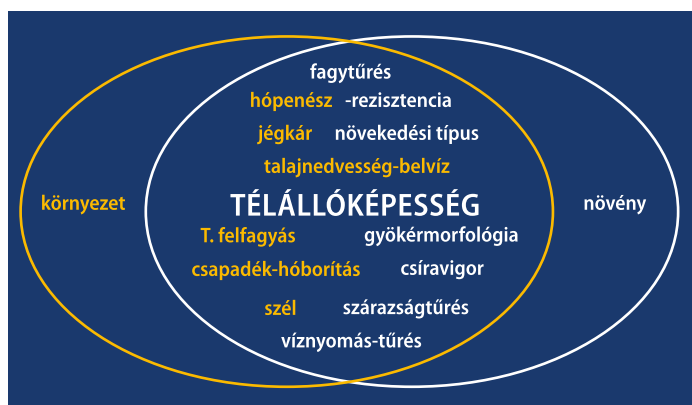 fagytűrés
hópenész -rezisztencia
jégkár növekedési típus
talajnedvesség-belvíz
környezet TÉLÁLLÓKÉPESSÉG növény
T. felfagyás gyökérmorfológia
csapadék-hóborítás csíravigor
szél szárazságtűrés
víznyomás-tűrés